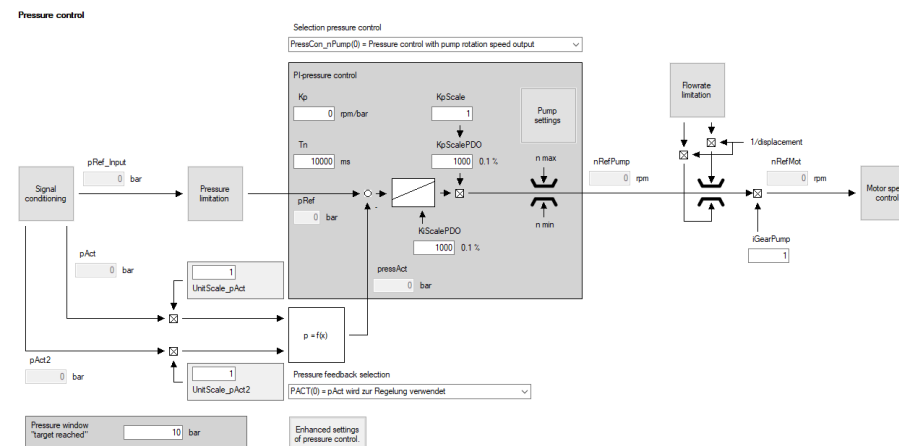 Pressure control
Selection pressure control
PressCon_nPump(0) = Pressure control with pump rotation speed output
PI-pressure control
Kp
0 rpm/bar
KpScale
1
Pump
settings
Flowrate
limitation
Tn
10000 ms
KpScalePDO
1000 0.1 %
1/displacement
pRef_Input
0 bar
n max
nRefPump
0 rpm
nRefMot
0 rpm
Signal
conditioning
Pressure
limitation
pRef
0 bar
-
Motor spe
control
n min
KiScalePDO
1000 0.1 %
iGearPump
1
pAct
0 bar
1
UnitScale_pAct
pressAct
0 bar
p = f(x)
pAct2
0 bar
1
UnitScale_pAct2
Pressure feedback selection
PACT(0) = pAct wird zur Regelung verwendet
Pressure window
"target reached"
10 bar
Enhanced settings
of pressure control.